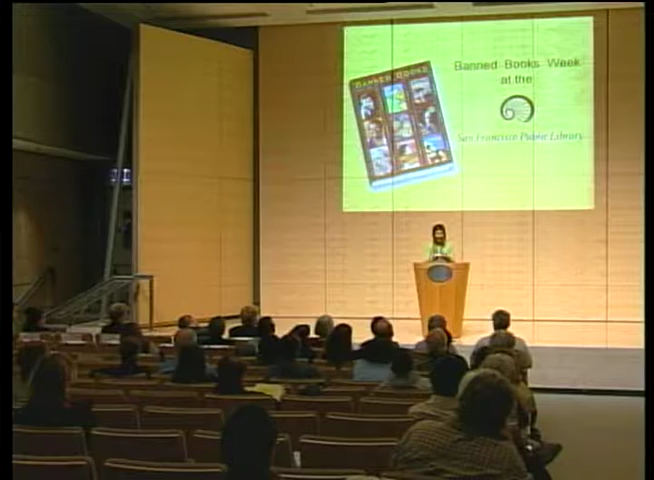 Banned Books
Banned Books Week
at the
San Francisco Public Library